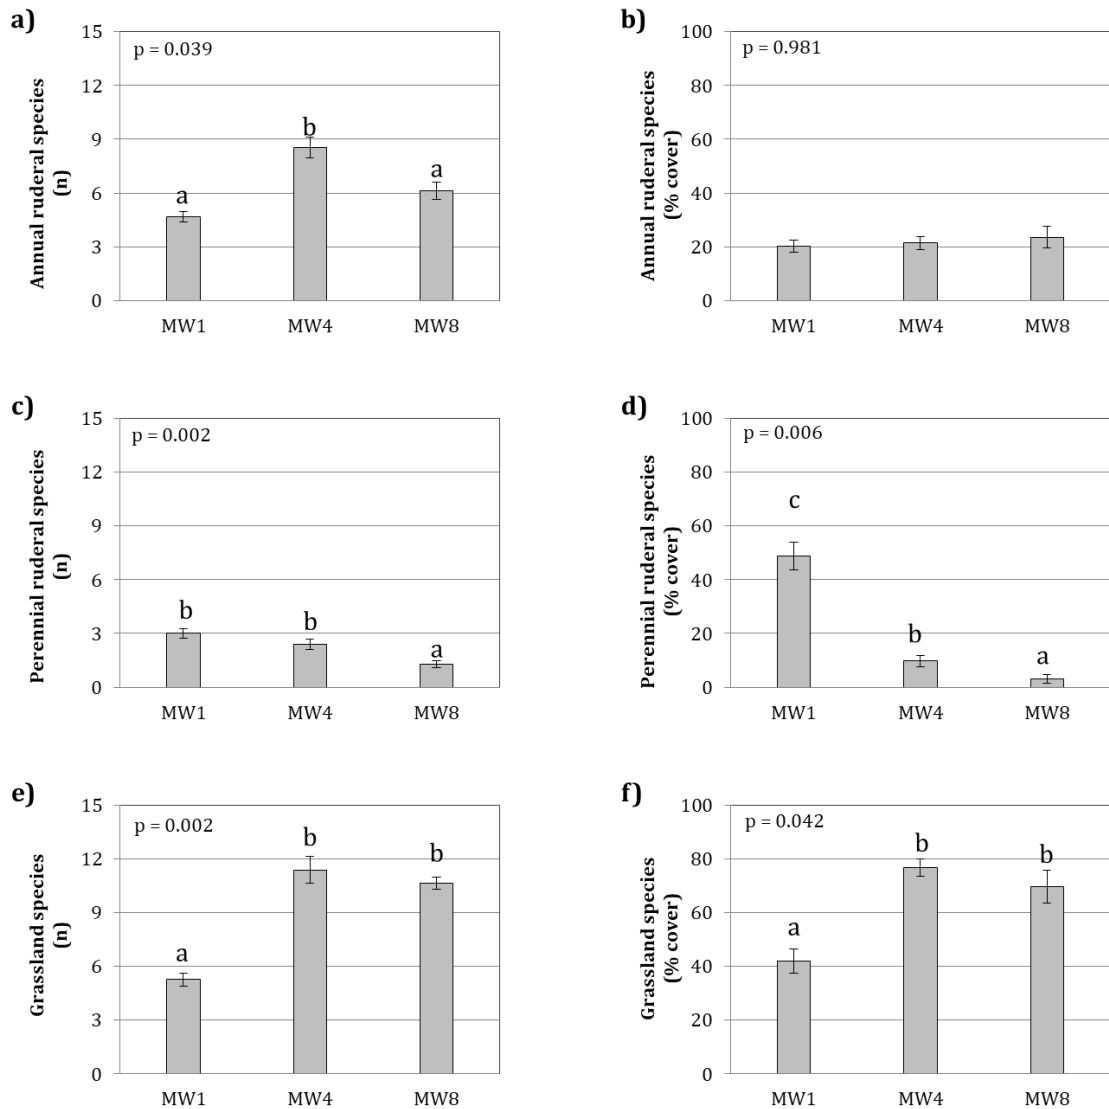 a)
Annual ruderal species
(n)
15
12
9
6
3
0
p = 0.039
a
b
a
MW1
MW4
MW8
b)
Annual ruderal species
(% cover)
100
80
60
40
20
0
p = 0.981
MW1
MW4
MW8
c)
Perennial ruderal species
(n)
15
12
9
6
3
0
p = 0.002
b
b
a
MW1
MW4
MW8
d)
Perennial ruderal species
(% cover)
100
80
60
40
20
0
p = 0.006
c
b
a
MW1
MW4
MW8
e)
Grassland species
(n)
15
12
9
6
3
0
p = 0.002
a
b
b
MW1
MW4
MW8
f)
Grassland species
(% cover)
100
80
60
40
20
0
p = 0.042
a
b
b
MW1
MW4
MW8